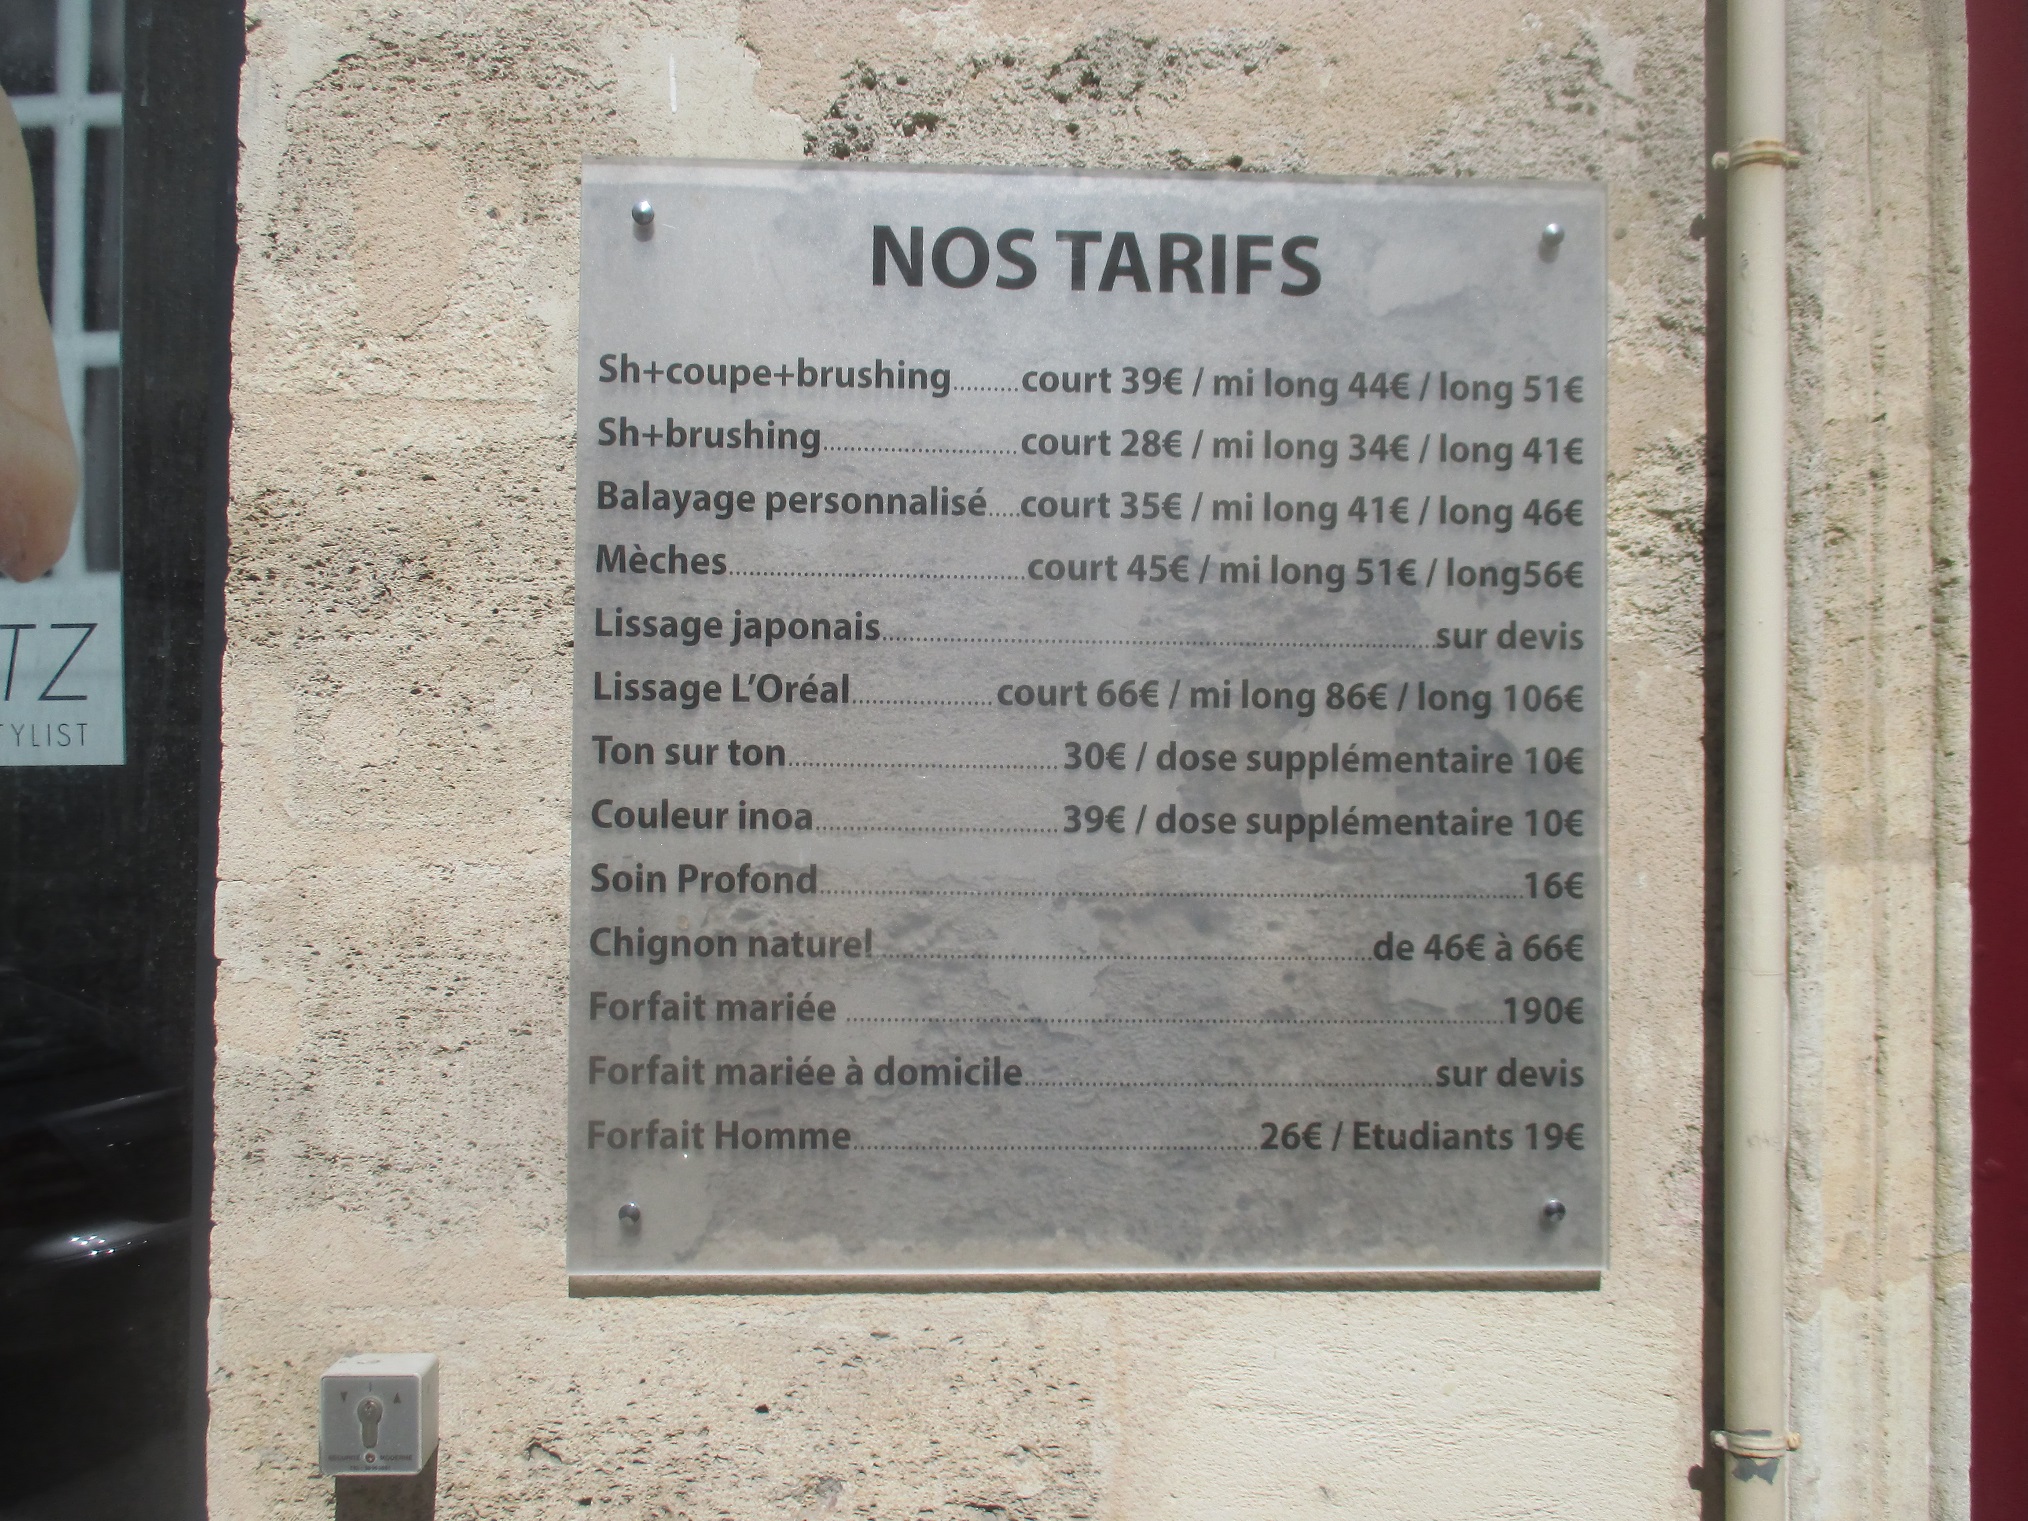 NOS TARIFS
Sh+coupe+brushing.........court 39€ / mi long 44€ / long 51€
Sh+brushing...........................court 28€ / mi long 34€ / long 41€
Balayage personnalisé....court 35€ / mi long 41€ / long 46€
Mèches..........................................court 45€ / mi long 51€ / long56€
Lissage japonais...............................................................................sur devis
Lissage L'Oréal....................court 66€ / mi long 86€ / long 106€
Ton sur ton......................................30€ / dose supplémentaire 10€
Couleur inoa..................................39€ / dose supplémentaire 10€
Soin Profond....................................................................................................16€
Chignon naturel.......................................................................de 46€ à 66€
Forfait mariée .............................................................................................190€
Forfait mariée à domicile..........................................................sur devis
Forfait Homme.........................................................26€ / Etudiants 19€
TZ
TYLIST